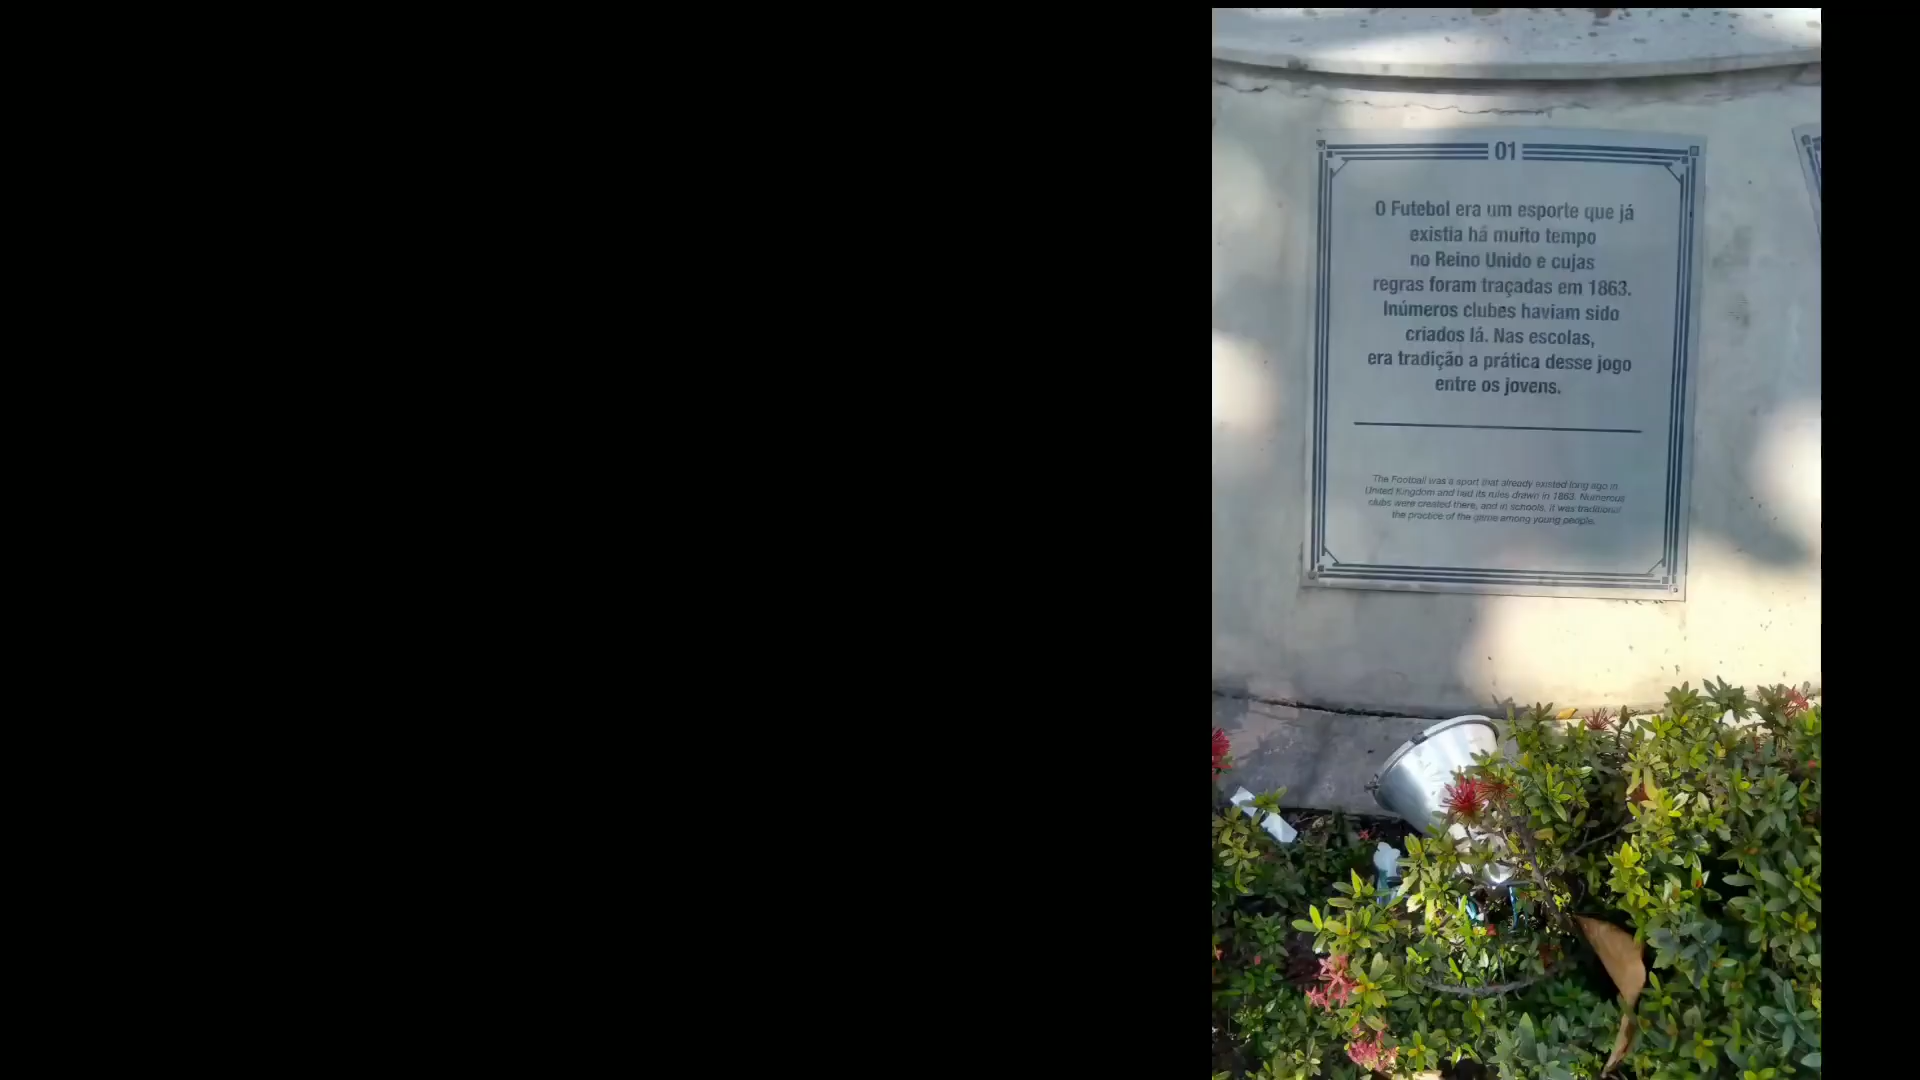 01
O Futebol era um esporte que já
existia há muito tempo
no Reino Unido e cujas
regras foram traçadas em 1863.
Inúmeros clubes haviam sido
criados lá. Nas escolas,
era tradição a prática desse jogo
entre os jovens.
The Football was a sport that already existed long ago in
United Kingdom and had its rules drawn in 1863. Numerous
clubs were created there, and in schools, it was traditional
the practice of the game among young people.